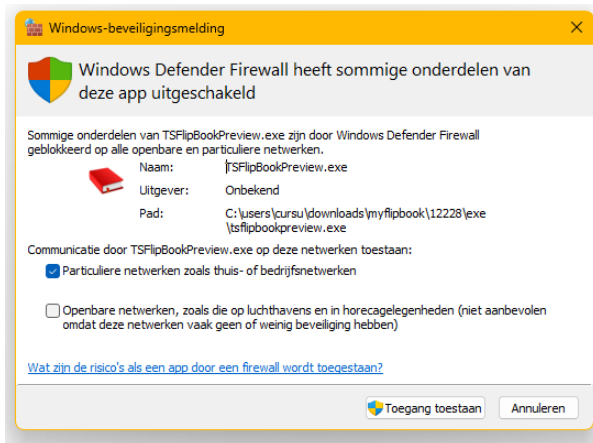 Windows-beveiligingsmelding
Windows Defender Firewall heeft sommige onderdelen van
deze app uitgeschakeld
Sommige onderdelen van TSFlipBookPreview.exe zijn door Windows Defender Firewall
geblokkeerd op alle openbare en particuliere netwerken.
Naam: TSFlipBookPreview.exe
Uitgever: Onbekend
Pad: C:\users\cursu\downloads\myflipbook\12228\exe
\tsflipbookpreview.exe
Communicatie door TSFlipBookPreview.exe op deze netwerken toestaan:
Particuliere netwerken zoals thuis- of bedrijfsnetwerken
Openbare netwerken, zoals die op luchthavens en in horecagelegenheden (niet aanbevolen
omdat deze netwerken vaak geen of weinig beveiliging hebben)
Wat zijn de risico's als een app door een firewall wordt toegestaan?
Toegang toestaan Annuleren